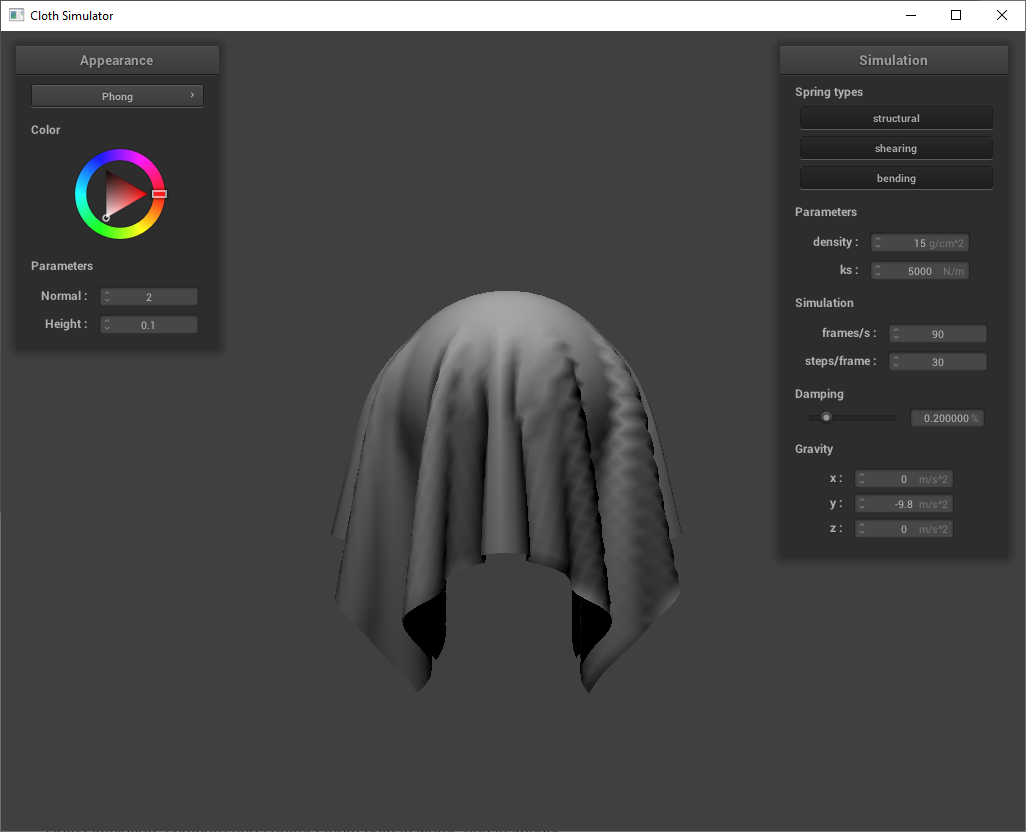 Cloth Simulator
Appearance
Phong
Color
Parameters
Normal : 2
Height : 0.1
Simulation
Spring types
structural
shearing
bending
Parameters
density : 15 g/cm^2
ks : 5000 N/m
Simulation
frames/s : 90
steps/frame : 30
Damping
0.200000 %
Gravity
x : 0 m/s^2
y : -9.8 m/s^2
z : 0 m/s^2